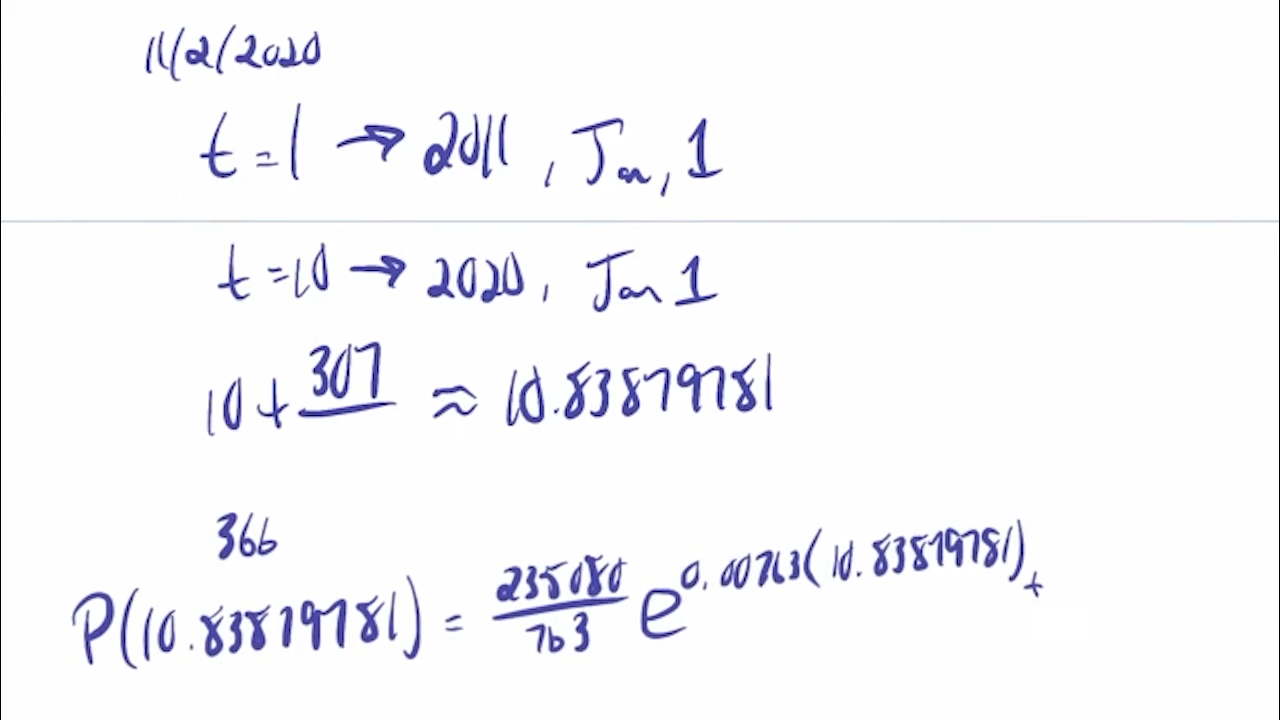 11/2/2020
t=1 → 2011, Jan, 1
t=10 → 2020, Jan 1
10+307/ ≈ 10.83879781
366
P(10.83879781) = 235080/763 e^0.00763(10.83879781) +